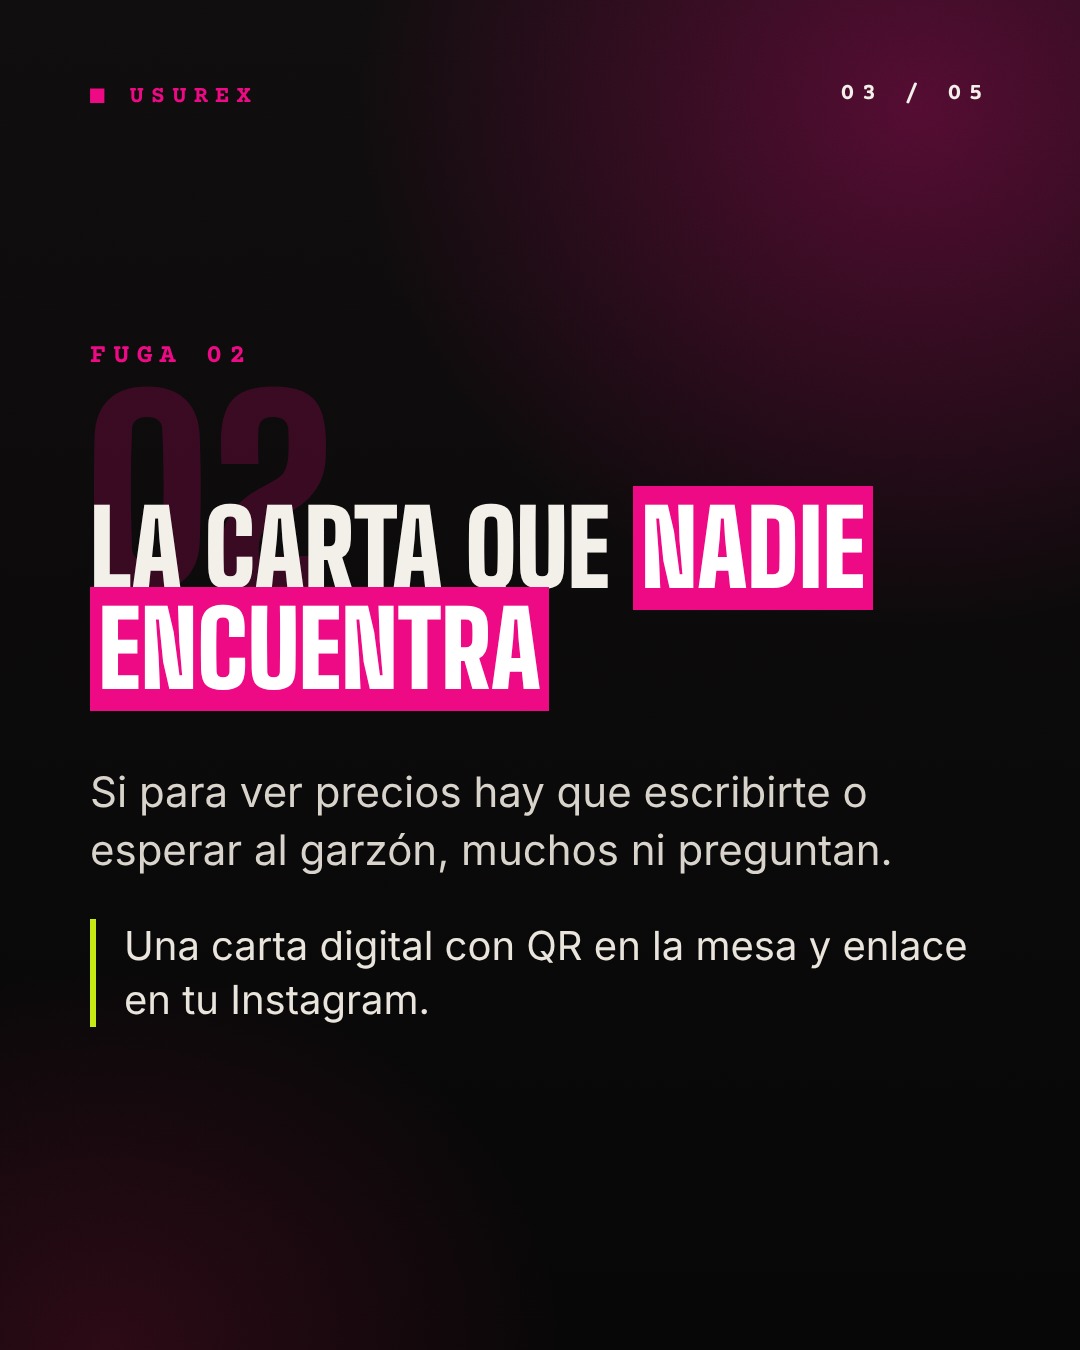 USUREX
03 / 05
FUGA 02
02
LA CARTA QUE NADIE
ENCUENTRA
Si para ver precios hay que escribirte o
esperar al garzón, muchos ni preguntan.
Una carta digital con QR en la mesa y enlace
en tu Instagram.